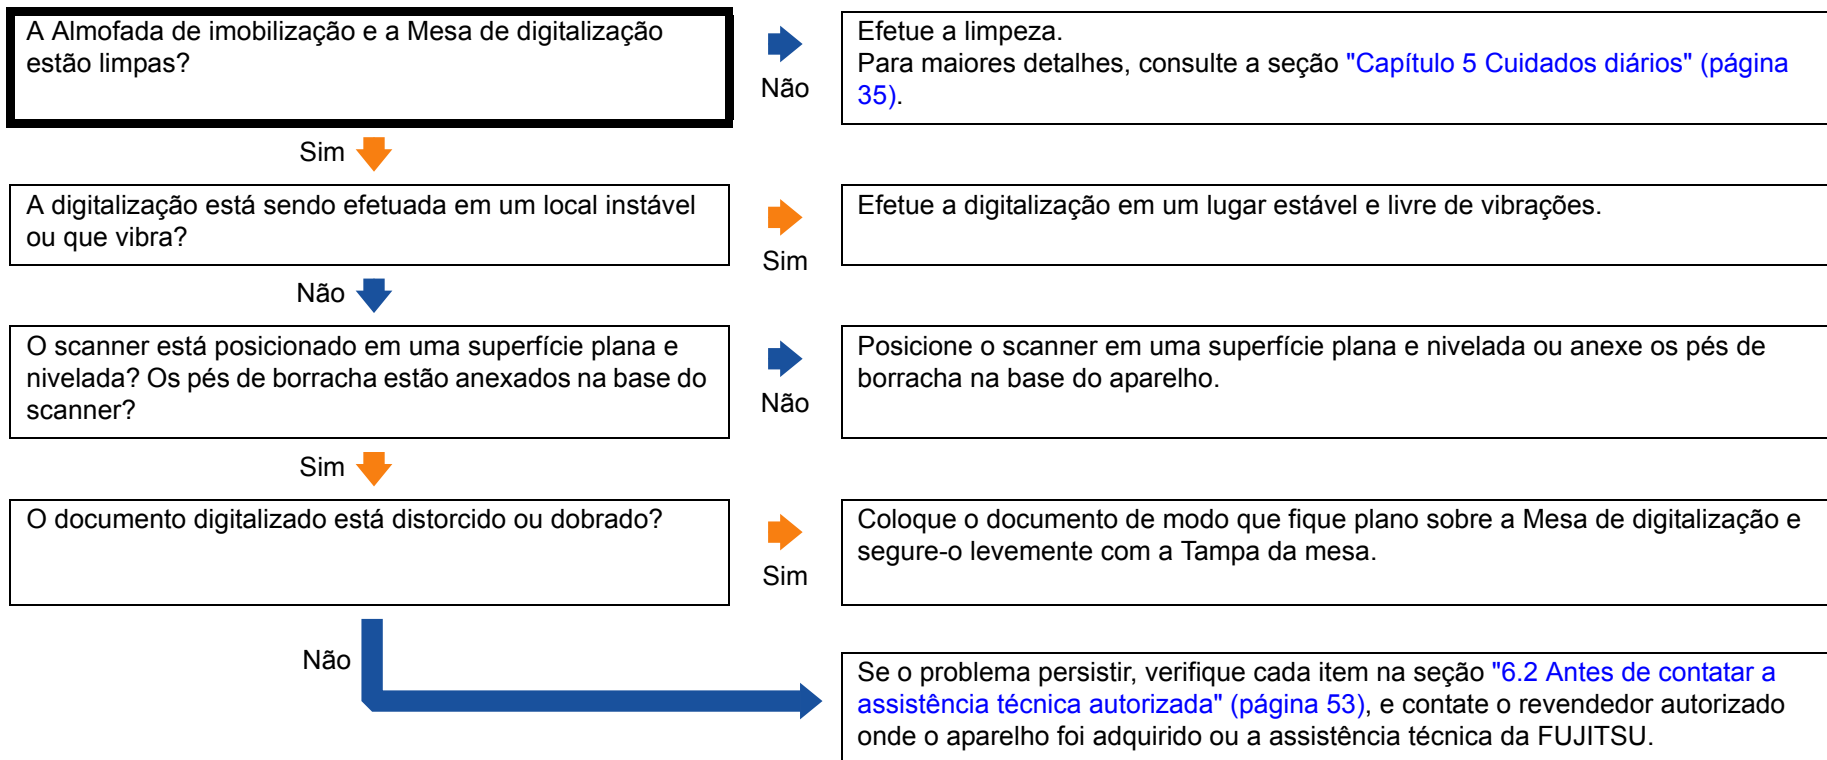 A Almofada de imobilização e a Mesa de digitalização
estão limpas?
Não
Efetue a limpeza.
Para maiores detalhes, consulte a seção "Capítulo 5 Cuidados diários" (página
35).
Sim
A digitalização está sendo efetuada em um local instável
ou que vibra?
Sim
Efetue a digitalização em um lugar estável e livre de vibrações.
Não
O scanner está posicionado em uma superfície plana e
nivelada? Os pés de borracha estão anexados na base do
scanner?
Não
Posicione o scanner em uma superfície plana e nivelada ou anexe os pés de
borracha na base do aparelho.
Sim
O documento digitalizado está distorcido ou dobrado?
Sim
Coloque o documento de modo que fique plano sobre a Mesa de digitalização e
segure-o levemente com a Tampa da mesa.
Não
Se o problema persistir, verifique cada item na seção "6.2 Antes de contatar a
assistência técnica autorizada" (página 53), e contate o revendedor autorizado
onde o aparelho foi adquirido ou a assistência técnica da FUJITSU.